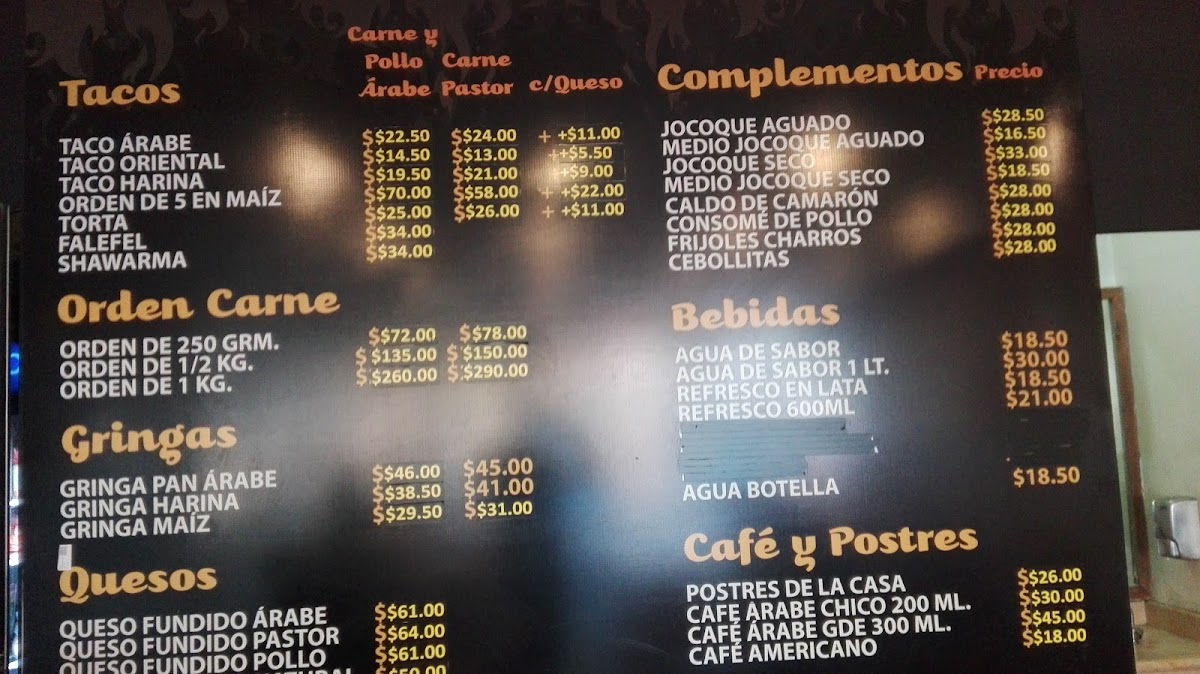 Carne y
Pollo Carne
Árabe Pastor c/Queso
Tacos
TACO ÁRABE $$22.50 $$24.00 + +$11.00
TACO ORIENTAL $$14.50 $$13.00 ++$5.50
TACO HARINA $$19.50 $$21.00 ++$9.00
ORDEN DE 5 EN MAÍZ $$70.00 $$58.00 + +$22.00
TORTA $$25.00 $$26.00 + +$11.00
FALEFEL $$34.00
SHAWARMA $$34.00
Orden Carne
ORDEN DE 250 GRM. $$72.00 $$78.00
ORDEN DE 1/2 KG. $$135.00 $$150.00
ORDEN DE 1 KG. $$260.00 $$290.00
Gringas
GRINGA PAN ÁRABE $$46.00 $45.00
GRINGA HARINA $$38.50 $41.00
GRINGA MAÍZ $$29.50 $$31.00
Quesos
QUESO FUNDIDO ÁRABE $$61.00
QUESO FUNDIDO PASTOR $$64.00
QUESO FUNDIDO POLLO $$61.00
Complementos Precio
JOCOQUE AGUADO $$28.50
MEDIO JOCOQUE AGUADO $$16.50
JOCOQUE SECO $$33.00
MEDIO JOCOQUE SECO $$18.50
CALDO DE CAMARÓN $$28.00
CONSOMÉ DE POLLO $$28.00
FRIJOLES CHARROS $$28.00
CEBOLLITAS $$28.00
Bebidas
AGUA DE SABOR $18.50
AGUA DE SABOR 1 LT. $30.00
REFRESCO EN LATA $18.50
REFRESCO 600ML $21.00
AGUA BOTELLA $18.50
Café y Postres
POSTRES DE LA CASA $$26.00
CAFÉ ÁRABE CHICO 200 ML. $$30.00
CAFÉ ÁRABE GDE 300 ML. $$45.00
CAFÉ AMERICANO $$18.00